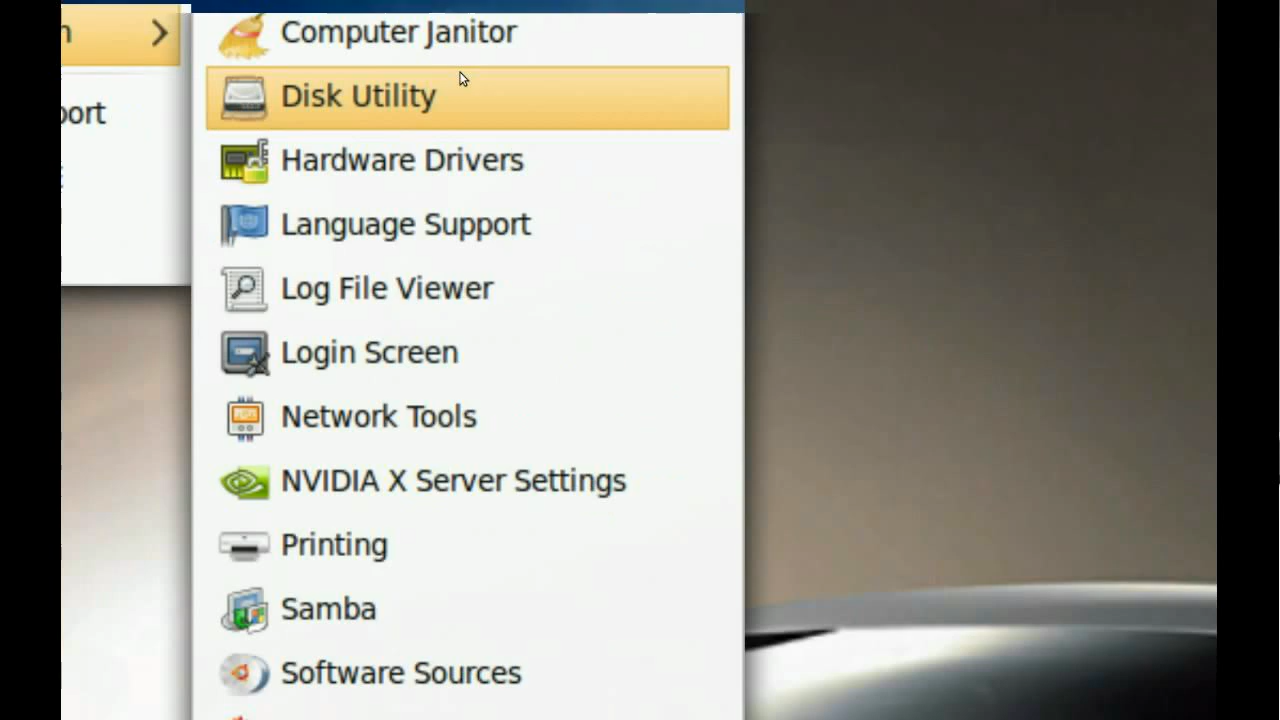 Computer Janitor
Disk Utility
Hardware Drivers
Language Support
Log File Viewer
Login Screen
Network Tools
NVIDIA X Server Settings
Printing
Samba
Software Sources